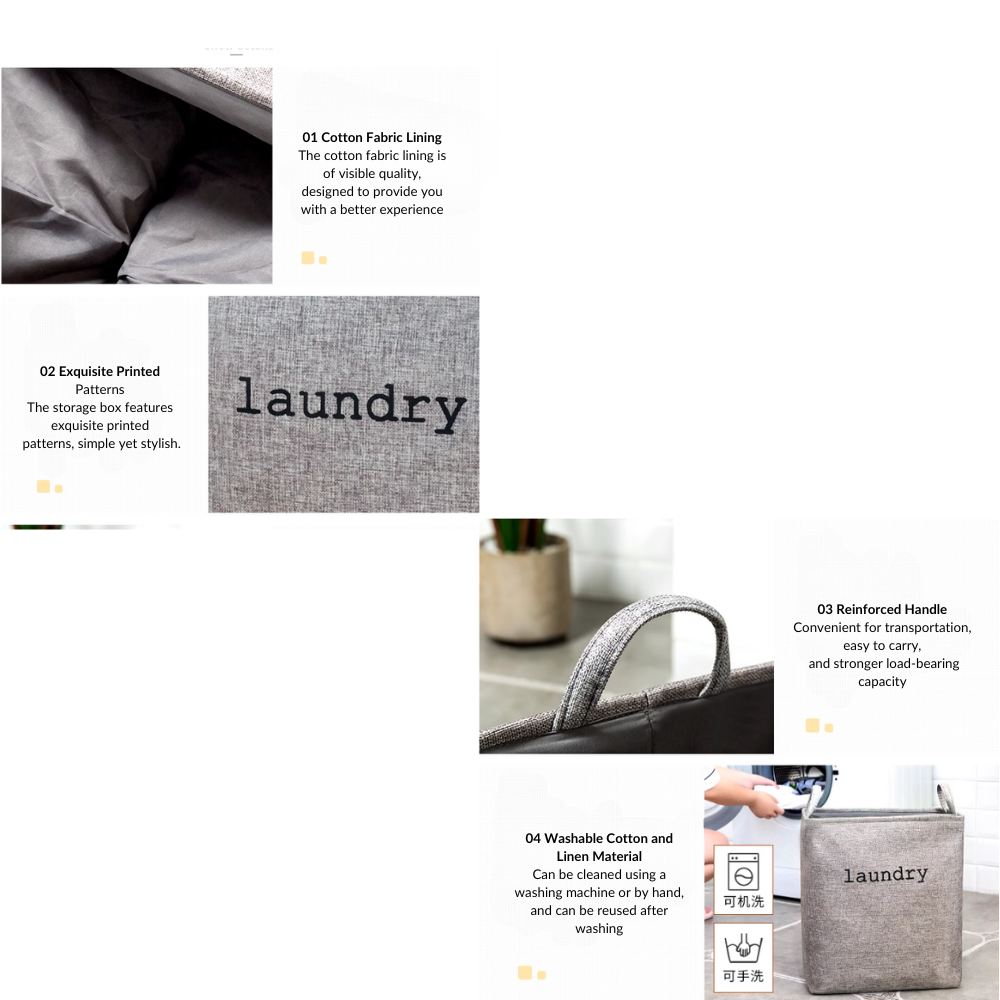 01 Cotton Fabric Lining
The cotton fabric lining is
of visible quality,
designed to provide you
with a better experience
02 Exquisite Printed
Patterns
The storage box features
exquisite printed
patterns, simple yet stylish.
laundry
03 Reinforced Handle
Convenient for transportation,
easy to carry,
and stronger load-bearing
capacity
04 Washable Cotton and
Linen Material
Can be cleaned using a
washing machine or by hand,
and can be reused after
washing
laundry
可机洗
可手洗